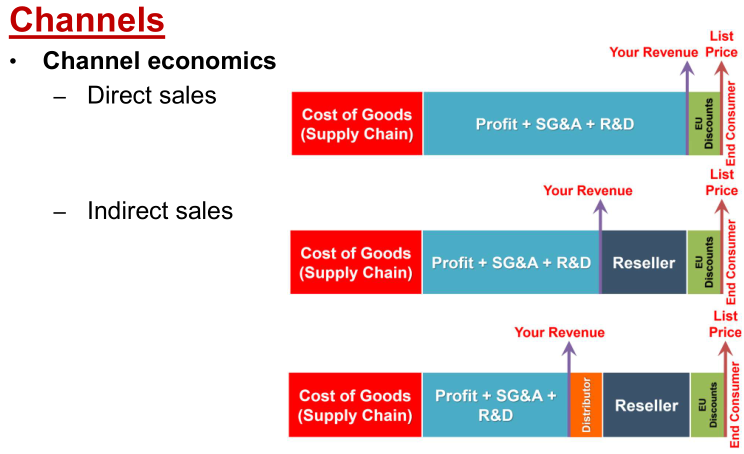 Channels
• Channel economics
– Direct sales
Your Revenue
List
Price
Cost of Goods
(Supply Chain)
Profit + SG&A + R&D
EU
Discounts
End Consumer
– Indirect sales
Your Revenue
List
Price
Cost of Goods
(Supply Chain)
Profit + SG&A + R&D
Reseller
EU
Discounts
End Consumer
Your Revenue
List
Price
Cost of Goods
(Supply Chain)
Profit + SG&A +
R&D
Distributor
Reseller
EU
Discounts
End Consumer